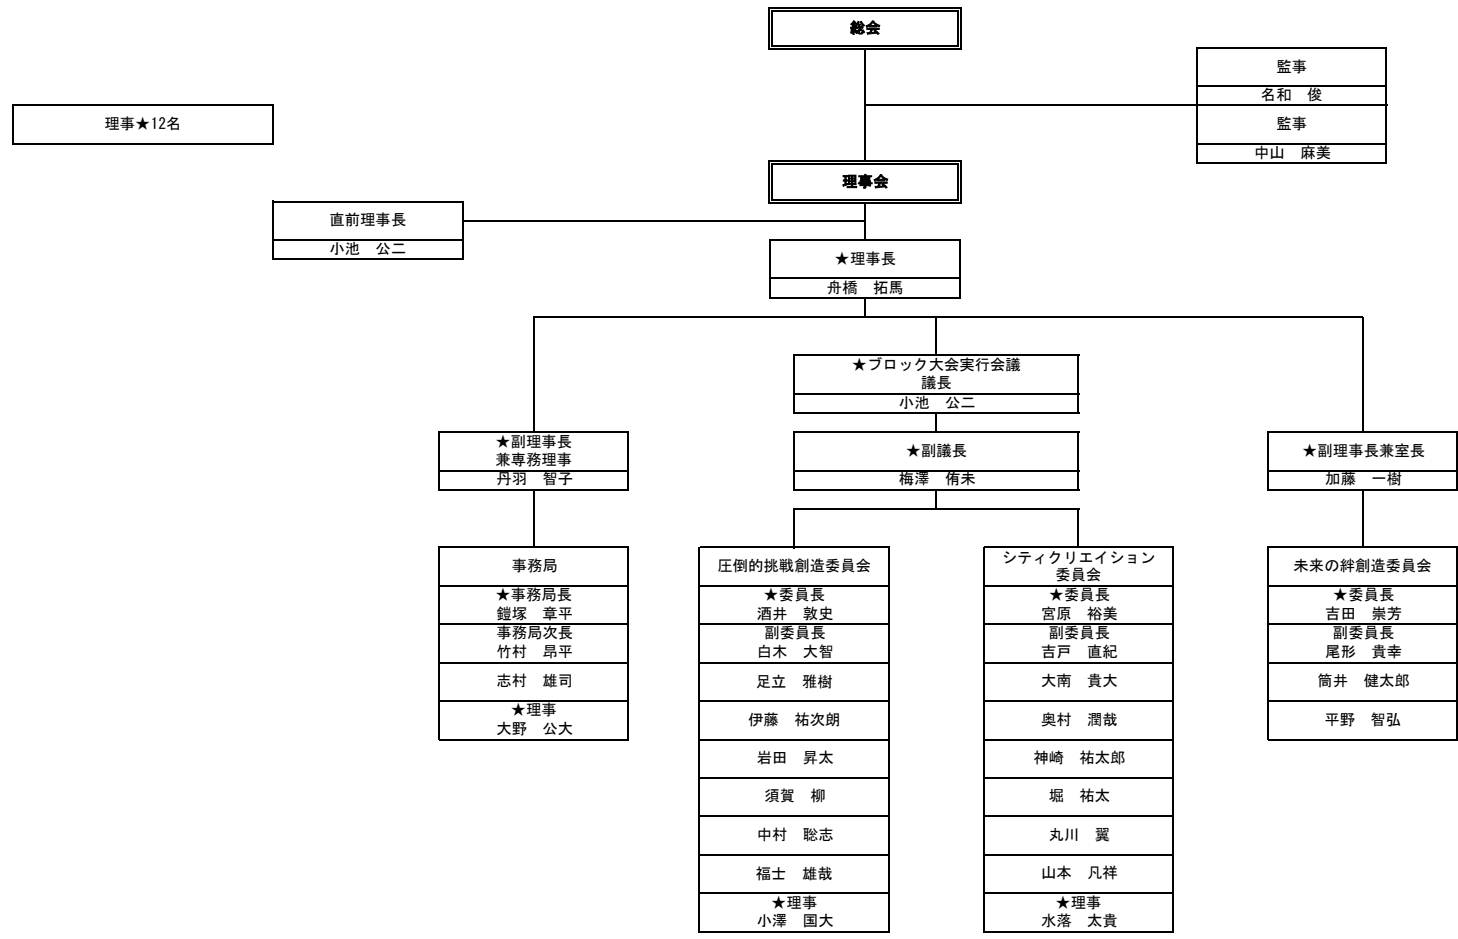 総会
監事
名和　俊
監事
中山　麻美
理事★12名
理事会
直前理事長
小池　公二
★理事長
舟橋　拓馬
★ブロック大会実行会議
議長
小池　公二
★副理事長
兼専務理事
丹羽　智子
★副議長
梅澤　侑未
★副理事長兼室長
加藤　一樹
事務局
★事務局長
鎧塚　章平
事務局次長
竹村　昂平
志村　雄司
★理事
大野　公大
圧倒的挑戦創造委員会
★委員長
酒井　敦史
副委員長
白木　大智
足立　雅樹
伊藤　祐次朗
岩田　昇太
須賀　柳
中村　聡志
福士　雄哉
★理事
小澤　国大
シティクリエイション
委員会
★委員長
宮原　裕美
副委員長
吉戸　直紀
大南　貴大
奥村　潤哉
神崎　祐太郎
堀　祐太
丸川　翼
山本　凡祥
★理事
水落　太貴
未来の絆創造委員会
★委員長
吉田　崇芳
副委員長
尾形　貴幸
筒井　健太郎
平野　智弘